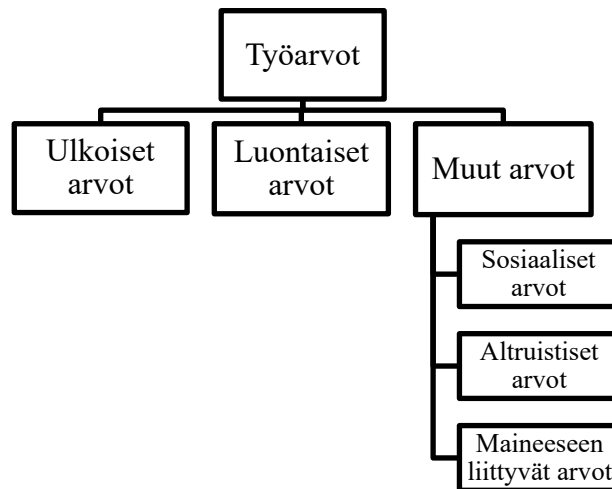 Työarvot
Ulkoiset
arvot
Luontaiset
arvot
Muut arvot
Sosiaaliset
arvot
Altruistiset
arvot
Maineeseen
liittyvät arvot